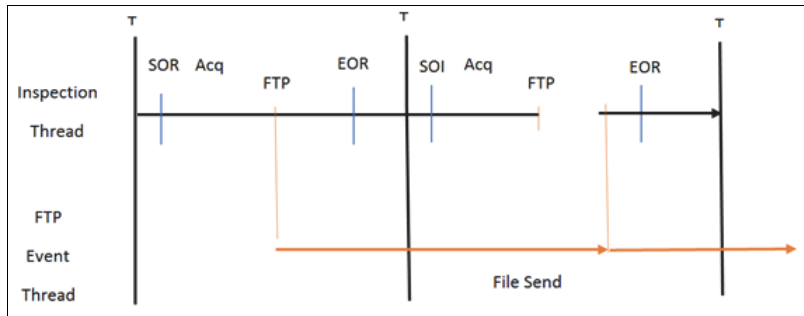 T
T
T
SOR Acq
FTP
EOR
SOI Acq
FTP
EOR
Inspection
Thread
FTP
Event
Thread
File Send